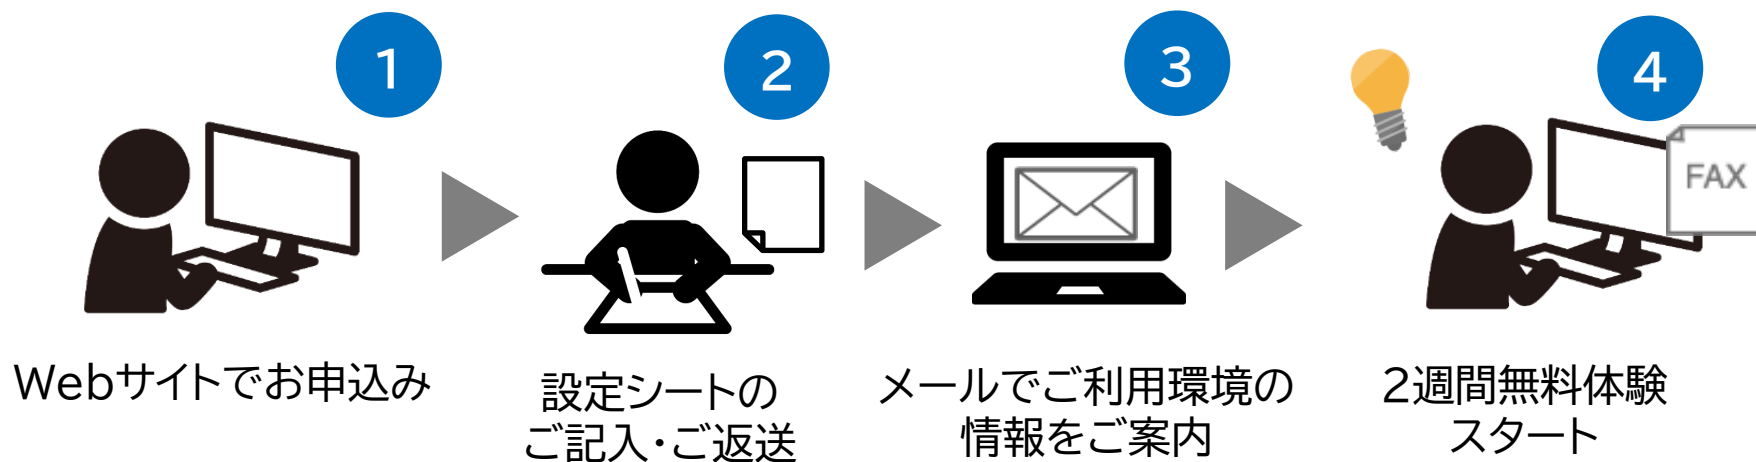 1
2
3
4
FAX
Webサイトでお申込み
設定シートの
ご記入・ご返送
メールでご利用環境の
情報をご案内
2週間無料体験
スタート